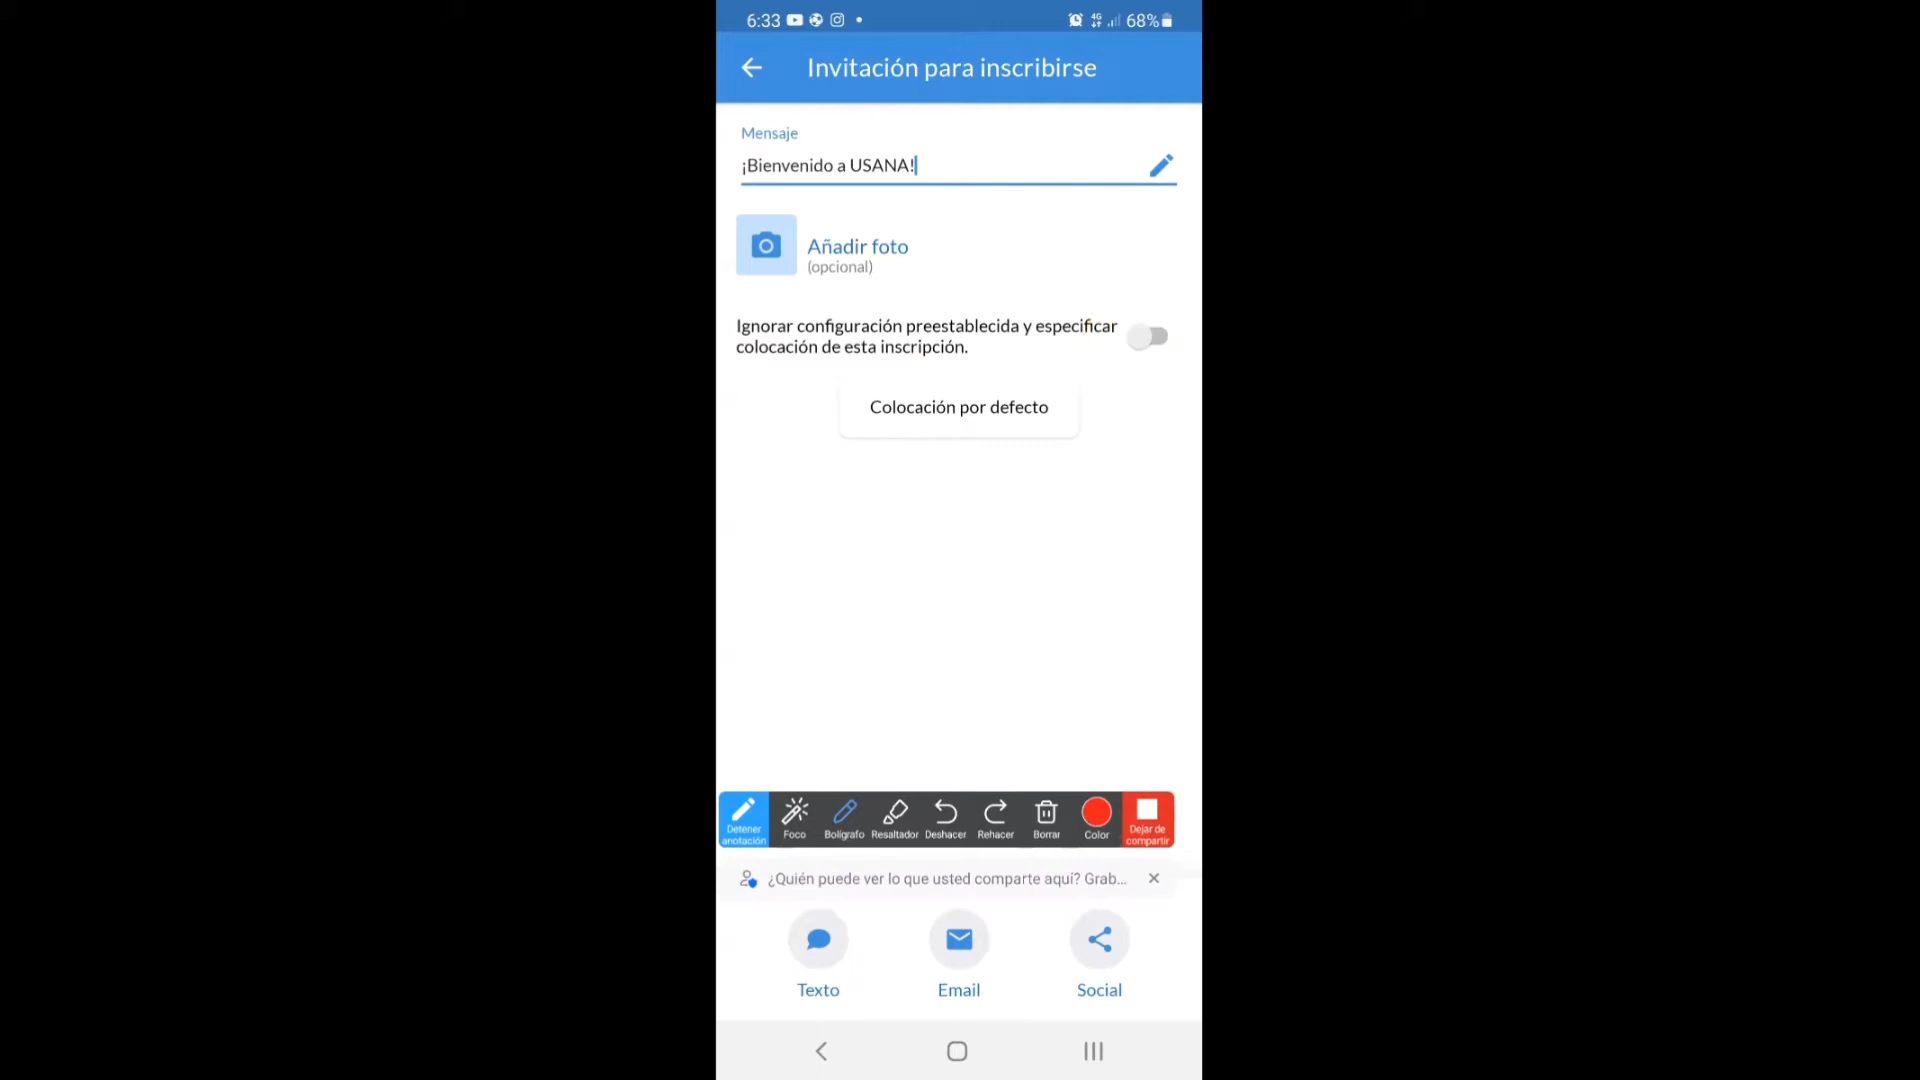 6:33
68%
Invitación para inscribirse
Mensaje
¡Bienvenido a USANA!
Añadir foto
(opcional)
Ignorar configuración preestablecida y especificar
colocación de esta inscripción.
Colocación por defecto
Detener anotación
Foco
Bolígrafo
Resaltador
Deshacer
Rehacer
Borrar
Color
Dejar de compartir
¿Quién puede ver lo que usted comparte aquí? Grab...
Texto
Email
Social